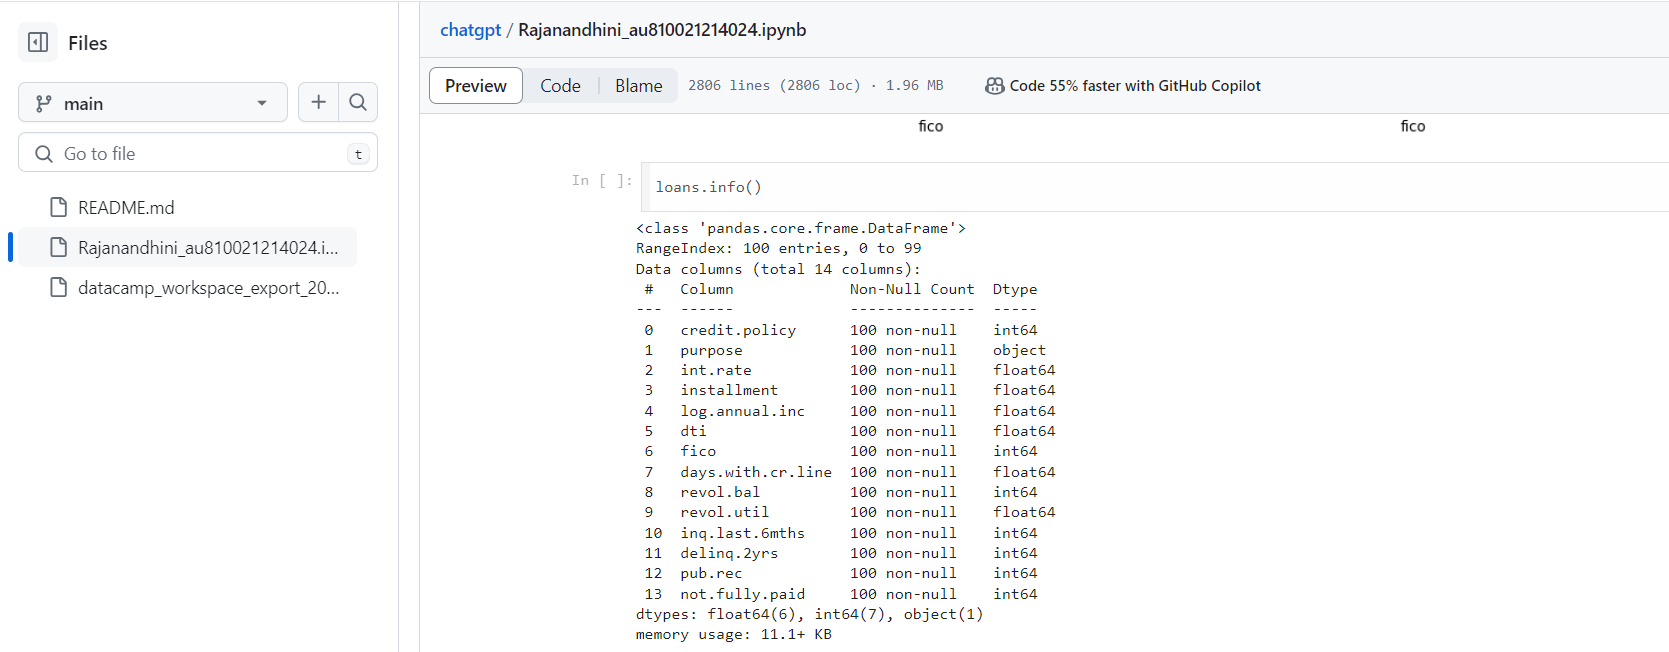 Files
main
Go to file
t
README.md
Rajanandhini_au810021214024.i...
datacamp_workspace_export_20...
chatgpt / Rajanandhini_au810021214024.ipynb
Preview Code Blame 2806 lines (2806 loc) · 1.96 MB Code 55% faster with GitHub Copilot
fico fico
In [ ]: loans.info()
<class 'pandas.core.frame.DataFrame'>
RangeIndex: 100 entries, 0 to 99
Data columns (total 14 columns):
 #   Column             Non-Null Count  Dtype
---  ------             --------------  -----
 0   credit.policy      100 non-null    int64
 1   purpose            100 non-null    object
 2   int.rate           100 non-null    float64
 3   installment        100 non-null    float64
 4   log.annual.inc     100 non-null    float64
 5   dti                100 non-null    float64
 6   fico               100 non-null    int64
 7   days.with.cr.line  100 non-null    float64
 8   revol.bal          100 non-null    int64
 9   revol.util         100 non-null    float64
 10  inq.last.6mths     100 non-null    int64
 11  delinq.2yrs        100 non-null    int64
 12  pub.rec            100 non-null    int64
 13  not.fully.paid     100 non-null    int64
dtypes: float64(6), int64(7), object(1)
memory usage: 11.1+ KB